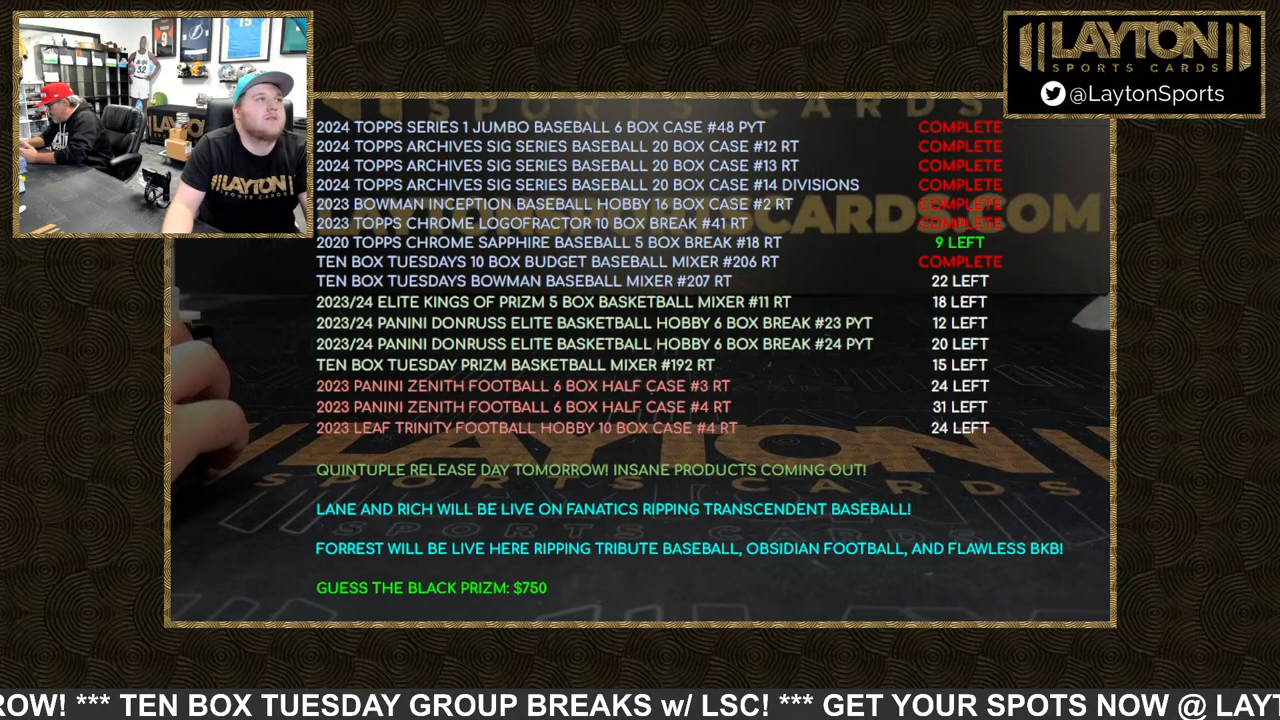 LAYTON
SPORTS CARDS
@LaytonSports
SPORTS CARDS
2024 TOPPS SERIES 1 JUMBO BASEBALL 6 BOX CASE #48 PYT COMPLETE
2024 TOPPS ARCHIVES SIG SERIES BASEBALL 20 BOX CASE #12 RT COMPLETE
2024 TOPPS ARCHIVES SIG SERIES BASEBALL 20 BOX CASE #13 RT COMPLETE
2024 TOPPS ARCHIVES SIG SERIES BASEBALL 20 BOX CASE #14 DIVISIONS COMPLETE
2023 BOWMAN INCEPTION BASEBALL HOBBY 16 BOX CASE #2 RT COMPLETE
CARDS.COM
2023 TOPPS CHROME LOGOFRACTOR 10 BOX BREAK #41 RT COMPLETE
2020 TOPPS CHROME SAPPHIRE BASEBALL 5 BOX BREAK #18 RT 9 LEFT
TEN BOX TUESDAYS 10 BOX BUDGET BASEBALL MIXER #206 RT COMPLETE
TEN BOX TUESDAYS BOWMAN BASEBALL MIXER #207 RT 22 LEFT
2023/24 ELITE KINGS OF PRIZM 5 BOX BASKETBALL MIXER #11 RT 18 LEFT
2023/24 PANINI DONRUSS ELITE BASKETBALL HOBBY 6 BOX BREAK #23 PYT 12 LEFT
2023/24 PANINI DONRUSS ELITE BASKETBALL HOBBY 6 BOX BREAK #24 PYT 20 LEFT
TEN BOX TUESDAY PRIZM BASKETBALL MIXER #192 RT 15 LEFT
2023 PANINI ZENITH FOOTBALL 6 BOX HALF CASE #3 RT 24 LEFT
2023 PANINI ZENITH FOOTBALL 6 BOX HALF CASE #4 RT 31 LEFT
2023 LEAF TRINITY FOOTBALL HOBBY 10 BOX CASE #4 RT 24 LEFT
LAYTON
SPORTS CARDS
QUINTUPLE RELEASE DAY TOMORROW! INSANE PRODUCTS COMING OUT!
LANE AND RICH WILL BE LIVE ON FANATICS RIPPING TRANSCENDENT BASEBALL!
FORREST WILL BE LIVE HERE RIPPING TRIBUTE BASEBALL, OBSIDIAN FOOTBALL, AND FLAWLESS BKB!
GUESS THE BLACK PRIZM: $750
ROW! *** TEN BOX TUESDAY GROUP BREAKS w/ LSC! *** GET YOUR SPOTS NOW @ LAYT